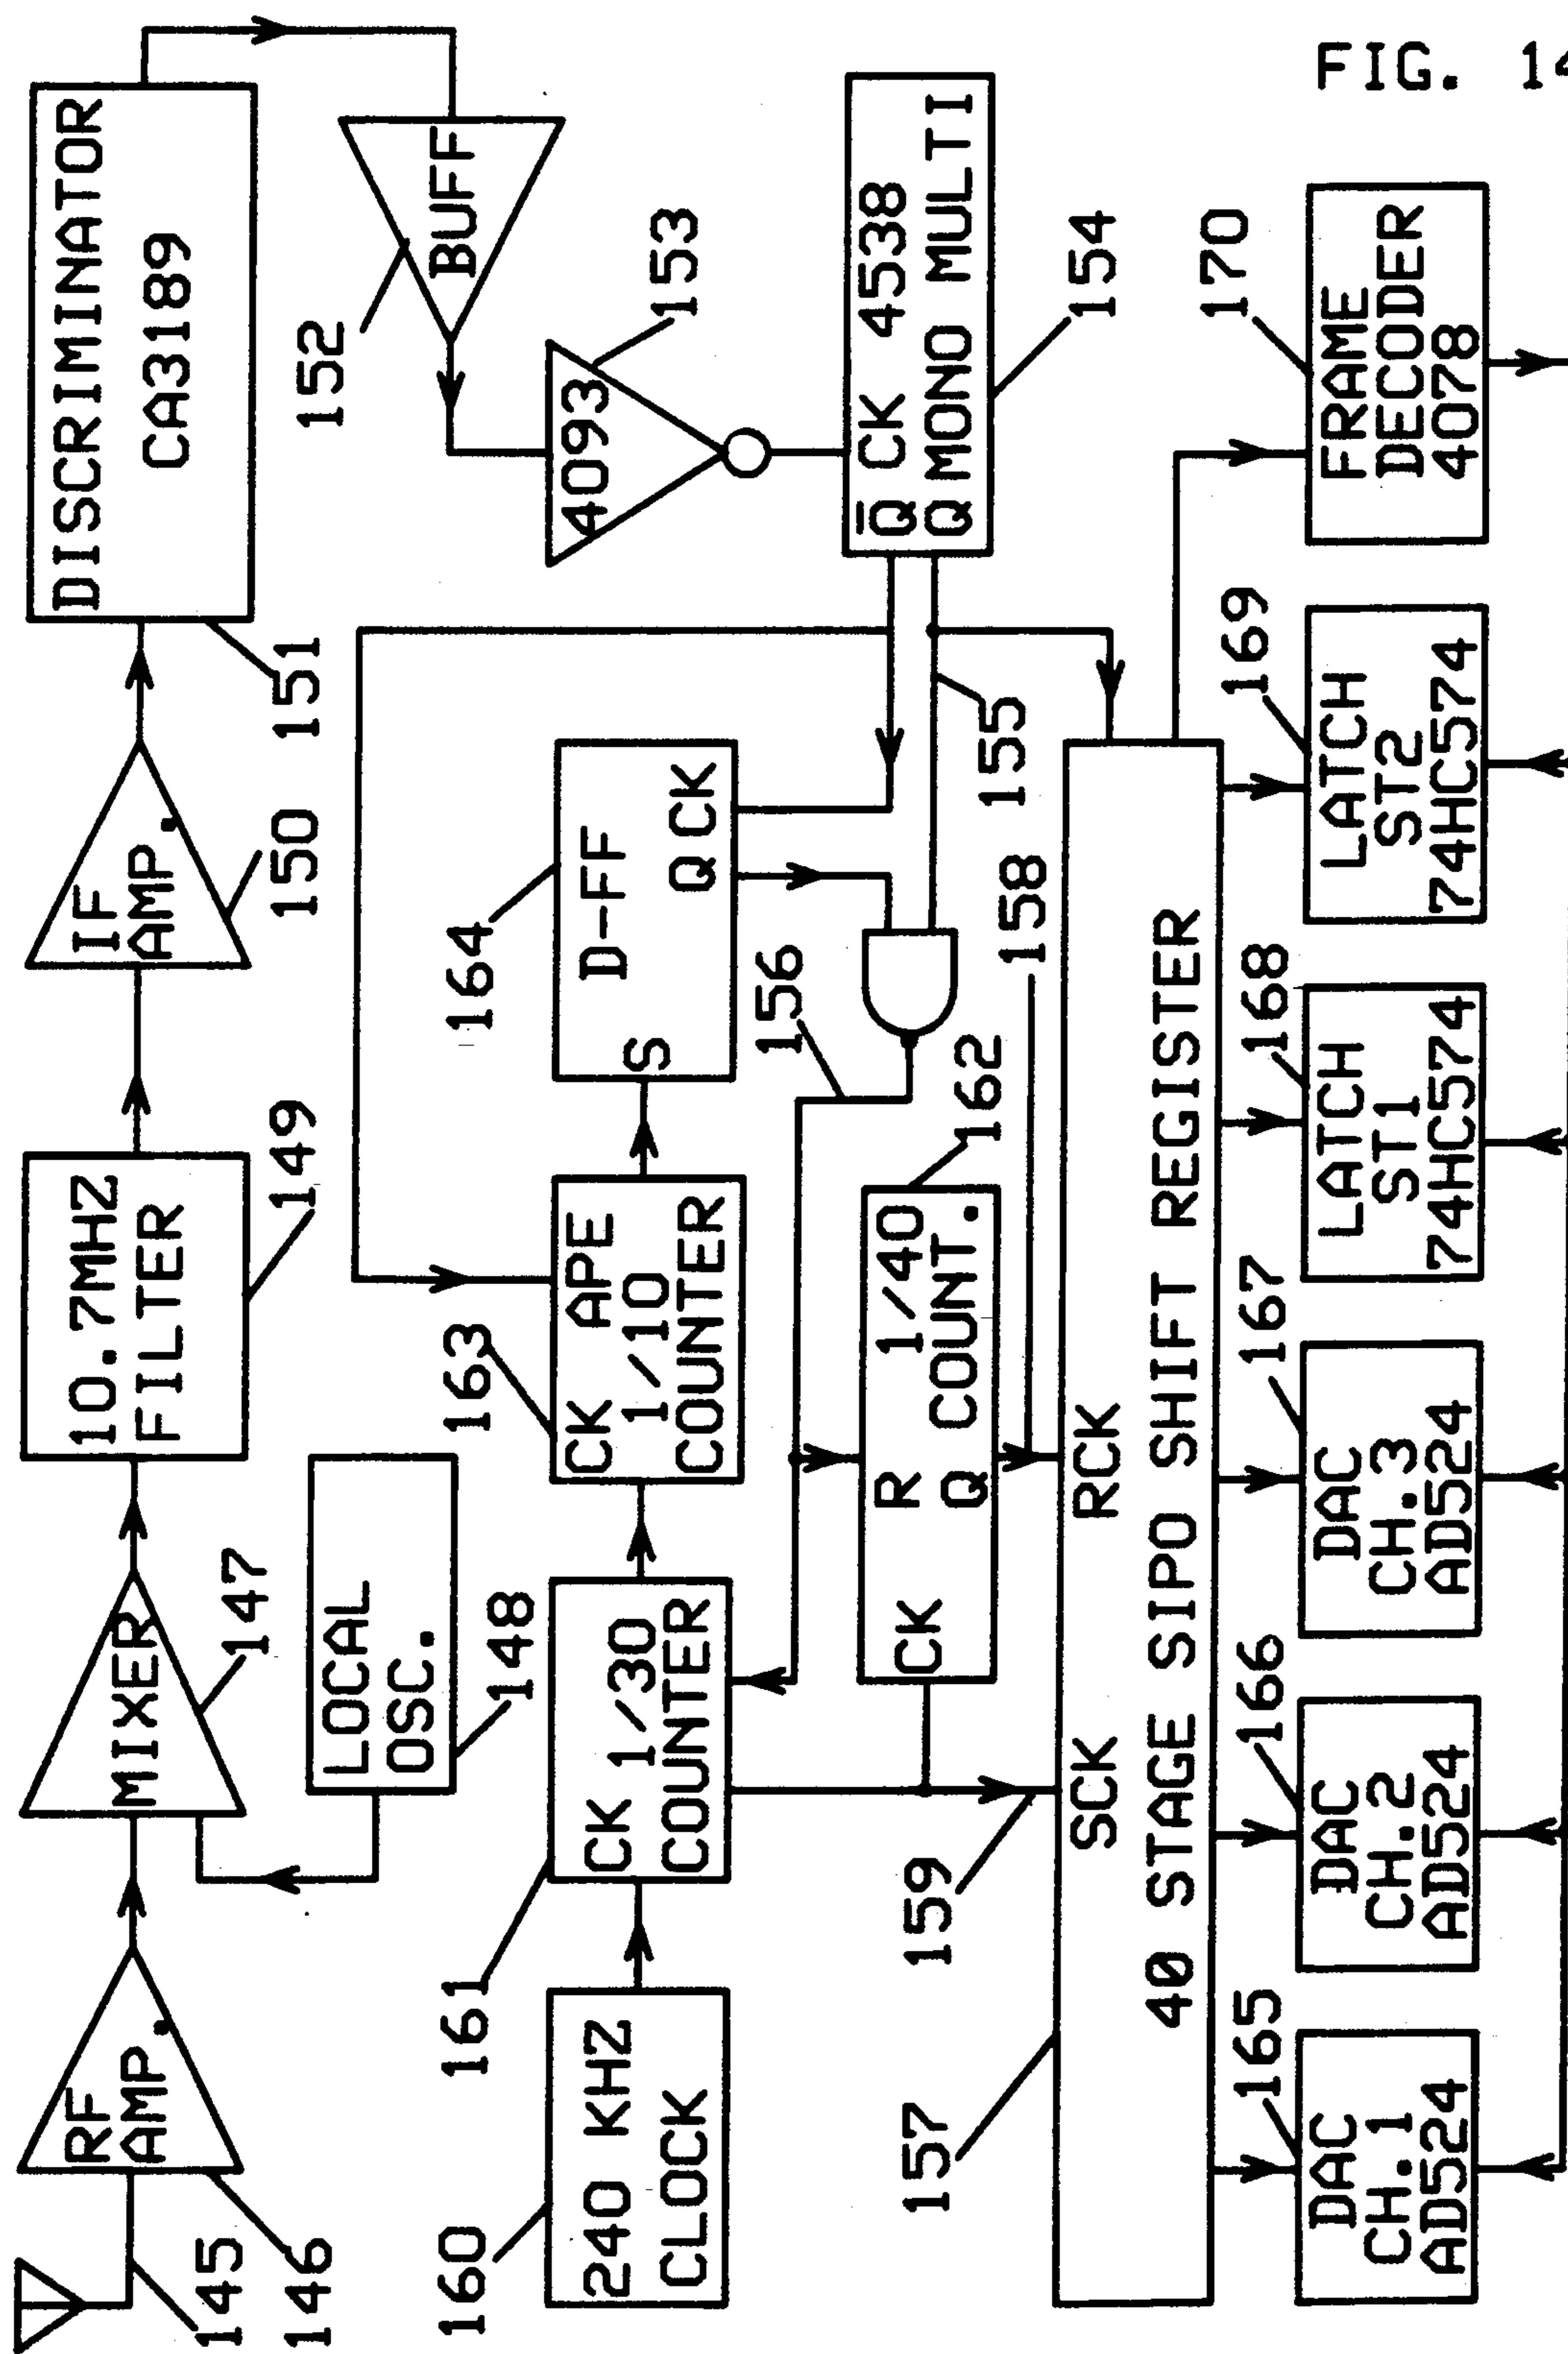 RF
AMP.
145
146
MIXER
147
LOCAL
OSC.
148
10.7MHZ
FILTER
149
IF
AMP.
150
DISCRIMINATOR
CA3189
151
BUFF
152
4093
153
Q̅ CK 4538
Q MONO MULTI
154
155
240 KHZ
CLOCK
160
CK 1/30
COUNTER
161
CK APE
1/10
COUNTER
163
S D-FF
Q CK
164
156
R 1/40
CK Q COUNT.
162
158
159
SCK RCK
40 STAGE SIPO SHIFT REGISTER
157
DAC
CH.1
AD524
165
DAC
CH.2
AD524
166
DAC
CH.3
AD524
167
LATCH
ST1
74HC574
168
LATCH
ST2
74HC574
169
FRAME
DECODER
4078
170
FIG. 14